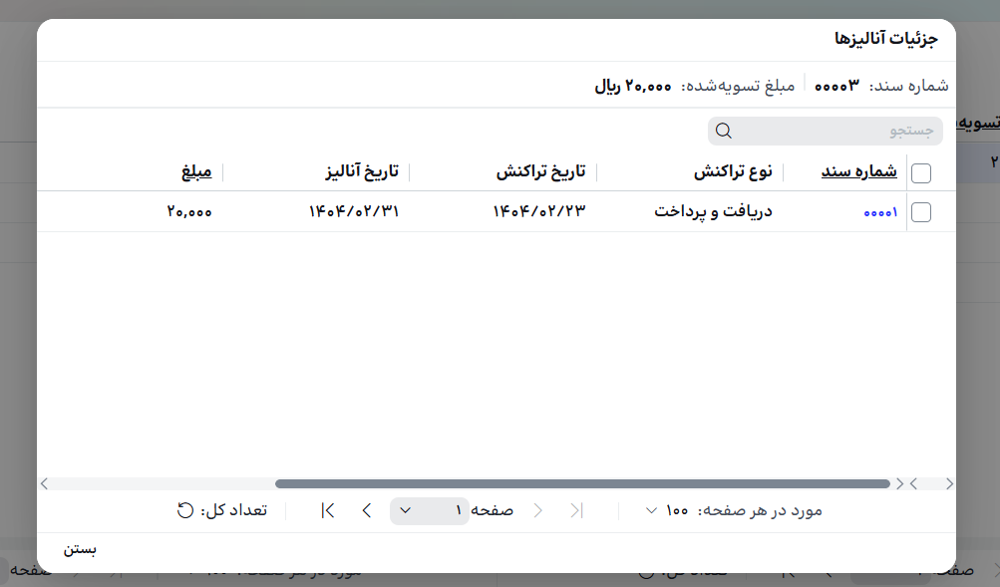 جزئیات آنالیزها
شماره سند: ۰۰۰۰۳ مبلغ تسویه‌شده: ۲۰,۰۰۰ ریال
جستجو
شماره سند نوع تراکنش تاریخ تراکنش تاریخ آنالیز مبلغ
۰۰۰۰۱ دریافت و پرداخت ۱۴۰۴/۰۲/۲۳ ۱۴۰۴/۰۲/۳۱ ۲۰,۰۰۰
مورد در هر صفحه: ۱۰۰ صفحه ۱ تعداد کل:
بستن